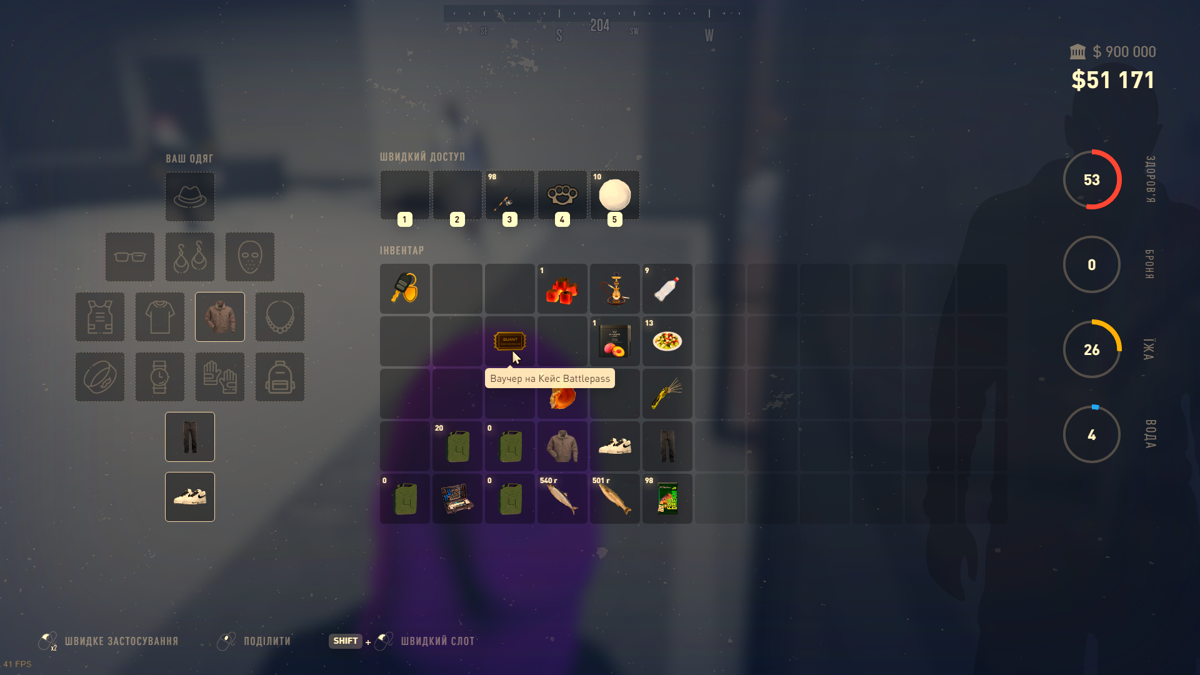 204
S
SW
W
$ 900 000
$51 171
ВАШ ОДЯГ
ШВИДКИЙ ДОСТУП
98
10
1
2
3
4
5
ІНВЕНТАР
1
9
1
13
Ваучер на Кейс Battlepass
20
0
0
0
540 г
501 г
98
53
ЗДОРОВ'Я
0
БРОНЯ
26
ЇЖА
4
ВОДА
x2
ШВИДКЕ ЗАСТОСУВАННЯ
ПОДІЛИТИ
SHIFT + ШВИДКИЙ СЛОТ
41 FPS